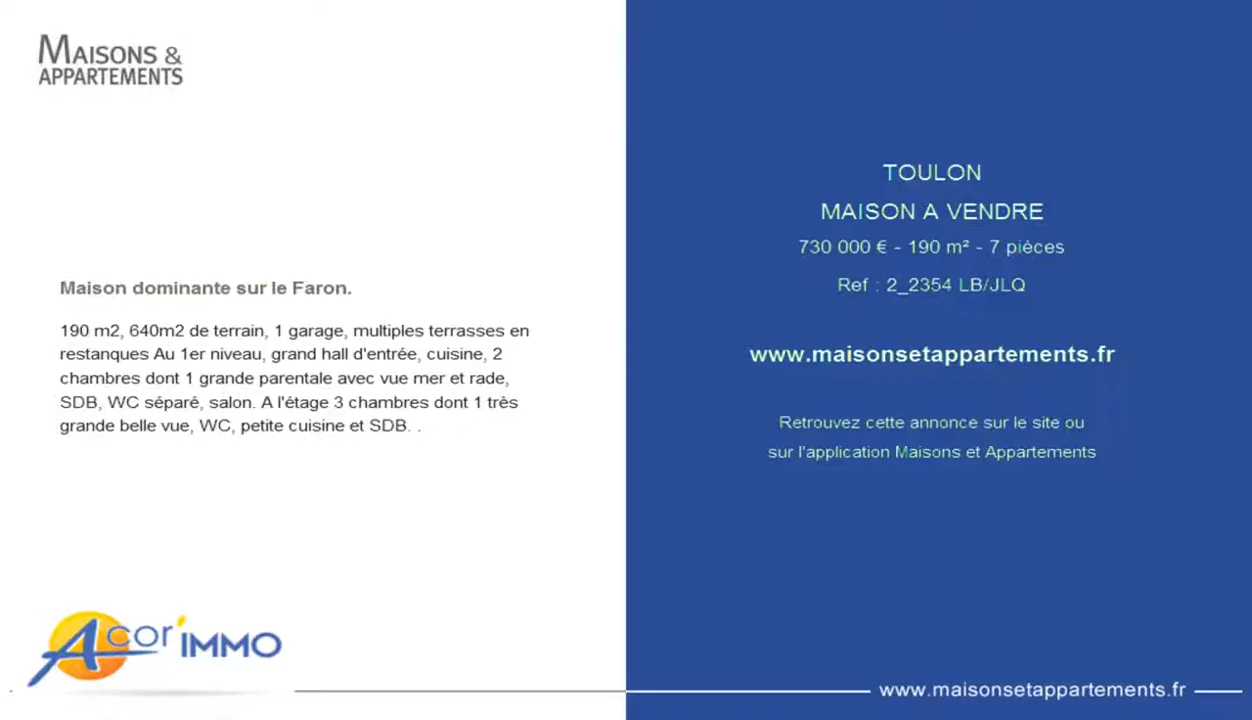 MAISONS &
APPARTEMENTS
Maison dominante sur le Faron.
190 m2, 640m2 de terrain, 1 garage, multiples terrasses en
restanques Au 1er niveau, grand hall d'entrée, cuisine, 2
chambres dont 1 grande parentale avec vue mer et rade,
SDB, WC séparé, salon. A l'étage 3 chambres dont 1 très
grande belle vue, WC, petite cuisine et SDB. .
Acor'IMMO
TOULON
MAISON A VENDRE
730 000 € - 190 m² - 7 pièces
Ref : 2_2354 LB/JLQ
www.maisonsetappartements.fr
Retrouvez cette annonce sur le site ou
sur l'application Maisons et Appartements
www.maisonsetappartements.fr